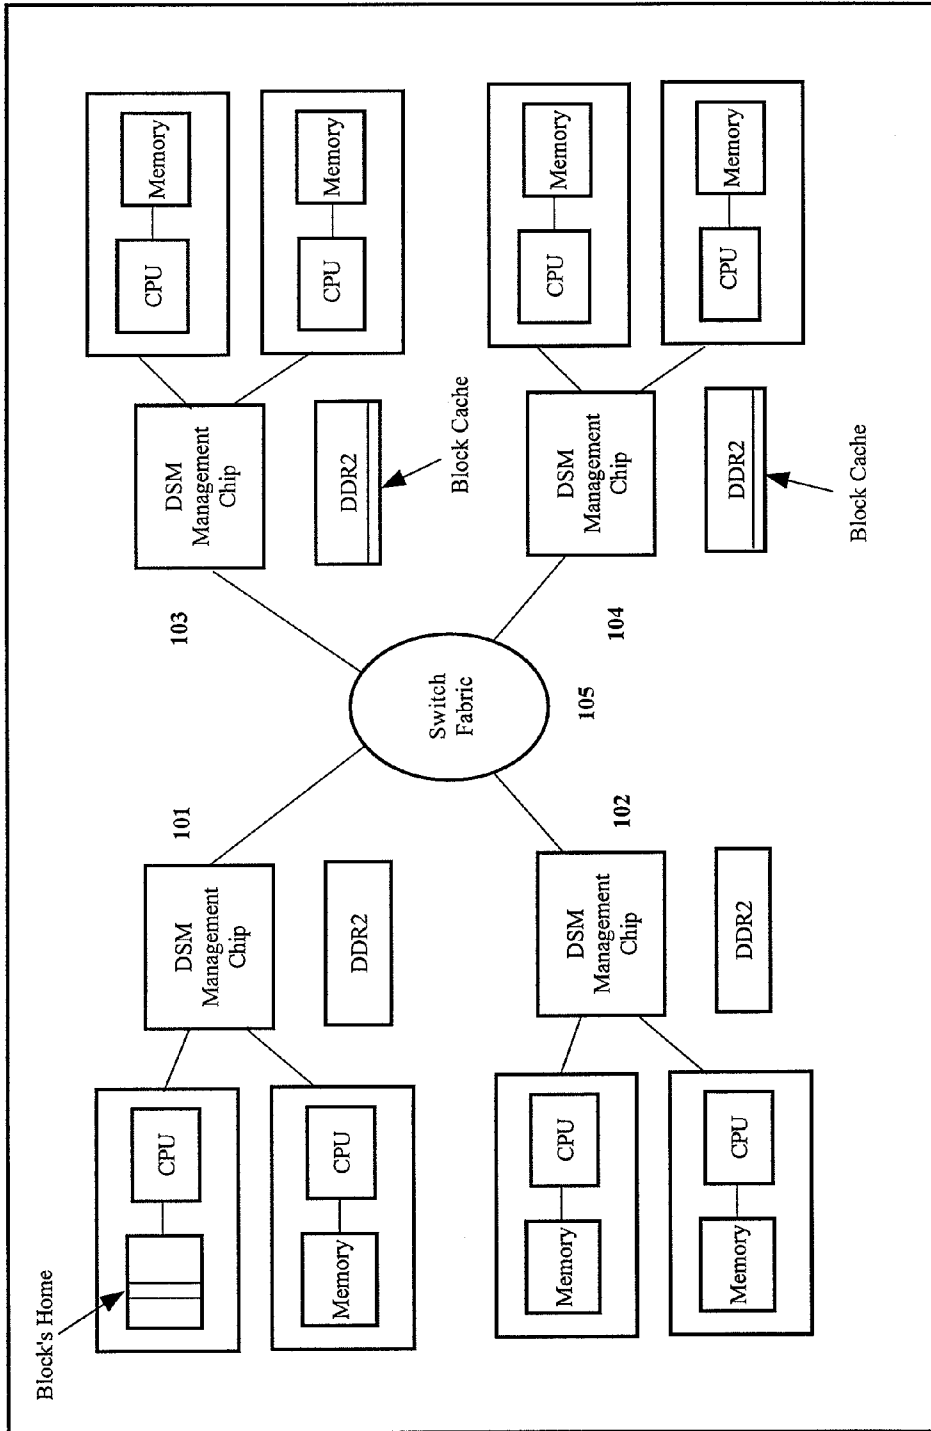 Block's Home
CPU
Memory
CPU
DSM
Management
Chip
DDR2
101
103
DSM
Management
Chip
DDR2
Block Cache
CPU
Memory
CPU
Memory
Switch
Fabric
105
Memory
CPU
Memory
CPU
DSM
Management
Chip
DDR2
102
104
DSM
Management
Chip
DDR2
Block Cache
CPU
Memory
CPU
Memory